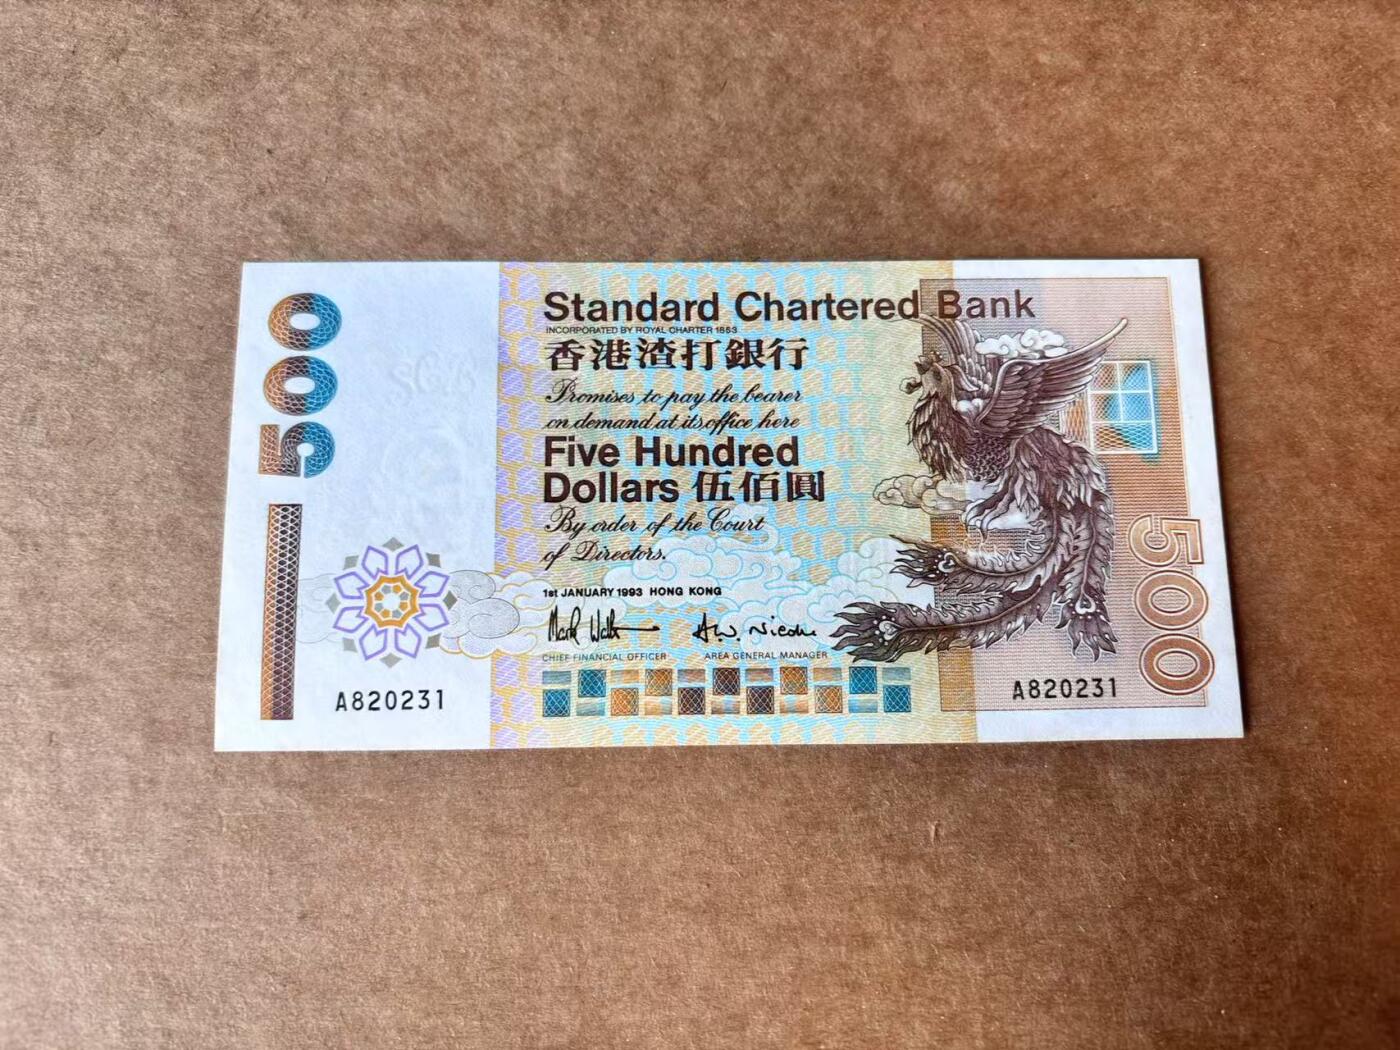 500
Standard Chartered Bank
INCORPORATED BY ROYAL CHARTER 1853
香港渣打銀行
Promises to pay the bearer
on demand at its office here
Five Hundred
Dollars 伍佰圓
By order of the Court
of Directors.
1st JANUARY 1993 HONG KONG
CHIEF FINANCIAL OFFICER AREA GENERAL MANAGER
A820231
A820231
500